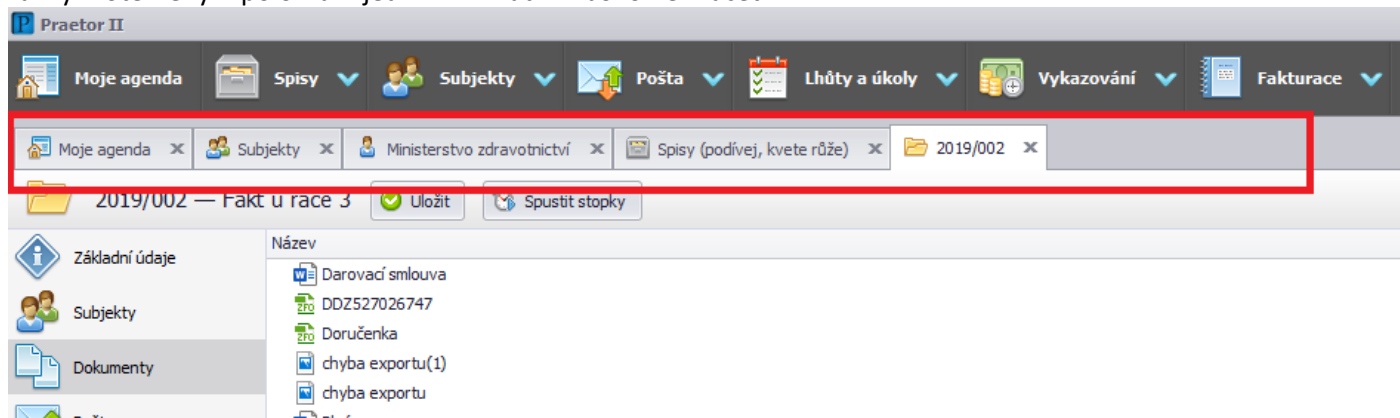 Praetor II
Moje agenda Spisy Subjekty Pošta Lhůty a úkoly Vykazování Fakturace
Moje agenda x Subjekty x Ministerstvo zdravotnictví x Spisy (podívej, kvete růže) x 2019/002 x
2019/002 — Fakt u race 3 Uložit Spustit stopky
Základní údaje
Subjekty
Dokumenty
Název
Darovací smlouva
DDZ527026747
Doručenka
chyba exportu(1)
chyba exportu